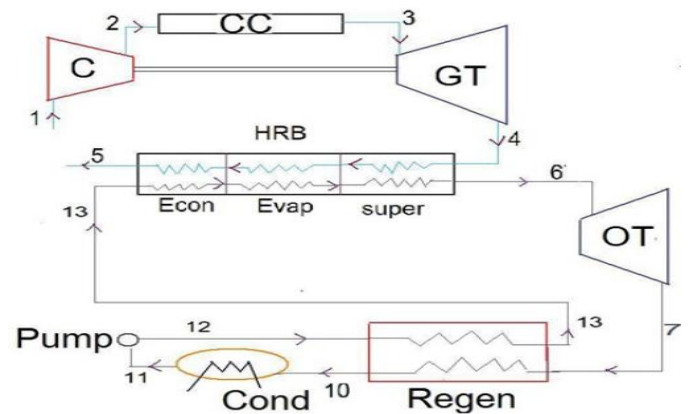 2
CC
3
C
GT
1
HRB
4
5
6
Econ
Evap
super
13
OT
Pump
12
13
7
11
Cond
10
Regen